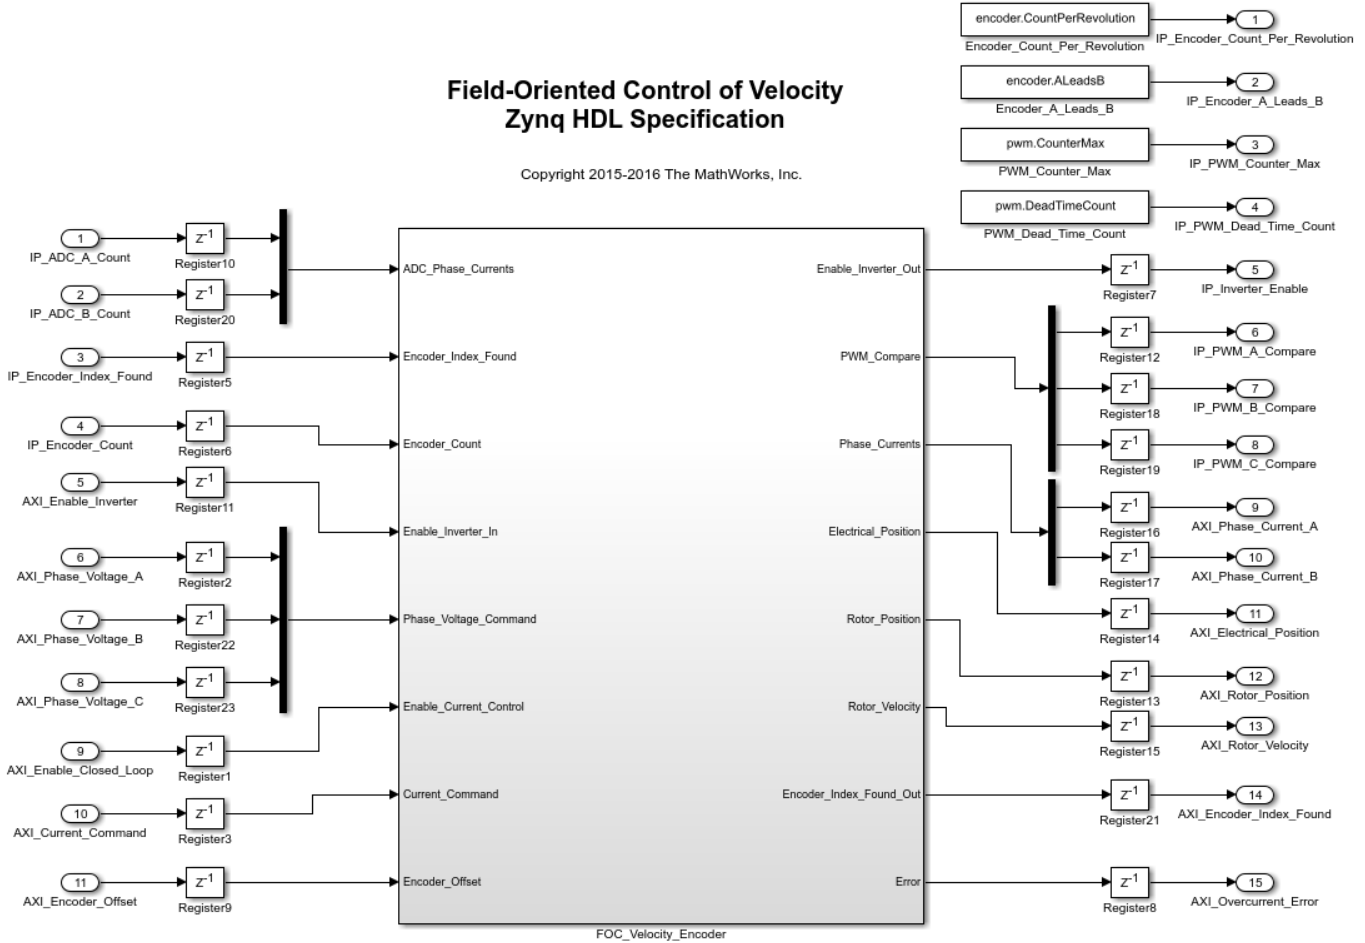 encoder.CountPerRevolution
Encoder_Count_Per_Revolution
1
IP_Encoder_Count_Per_Revolution
encoder.ALeadsB
Encoder_A_Leads_B
2
IP_Encoder_A_Leads_B
pwm.CounterMax
PWM_Counter_Max
3
IP_PWM_Counter_Max
pwm.DeadTimeCount
PWM_Dead_Time_Count
4
IP_PWM_Dead_Time_Count
Field-Oriented Control of Velocity
Zynq HDL Specification
Copyright 2015-2016 The MathWorks, Inc.
1
IP_ADC_A_Count
z-1
Register10
2
IP_ADC_B_Count
z-1
Register20
3
IP_Encoder_Index_Found
z-1
Register5
4
IP_Encoder_Count
z-1
Register6
5
AXI_Enable_Inverter
z-1
Register11
6
AXI_Phase_Voltage_A
z-1
Register2
7
AXI_Phase_Voltage_B
z-1
Register22
8
AXI_Phase_Voltage_C
z-1
Register23
9
AXI_Enable_Closed_Loop
z-1
Register1
10
AXI_Current_Command
z-1
Register3
11
AXI_Encoder_Offset
z-1
Register9
ADC_Phase_Currents
Encoder_Index_Found
Encoder_Count
Enable_Inverter_In
Phase_Voltage_Command
Enable_Current_Control
Current_Command
Encoder_Offset
Enable_Inverter_Out
PWM_Compare
Phase_Currents
Electrical_Position
Rotor_Position
Rotor_Velocity
Encoder_Index_Found_Out
Error
FOC_Velocity_Encoder
z-1
Register7
5
IP_Inverter_Enable
z-1
Register12
6
IP_PWM_A_Compare
z-1
Register18
7
IP_PWM_B_Compare
z-1
Register19
8
IP_PWM_C_Compare
z-1
Register16
9
AXI_Phase_Current_A
z-1
Register17
10
AXI_Phase_Current_B
z-1
Register14
11
AXI_Electrical_Position
z-1
Register13
12
AXI_Rotor_Position
z-1
Register15
13
AXI_Rotor_Velocity
z-1
Register21
14
AXI_Encoder_Index_Found
z-1
Register8
15
AXI_Overcurrent_Error